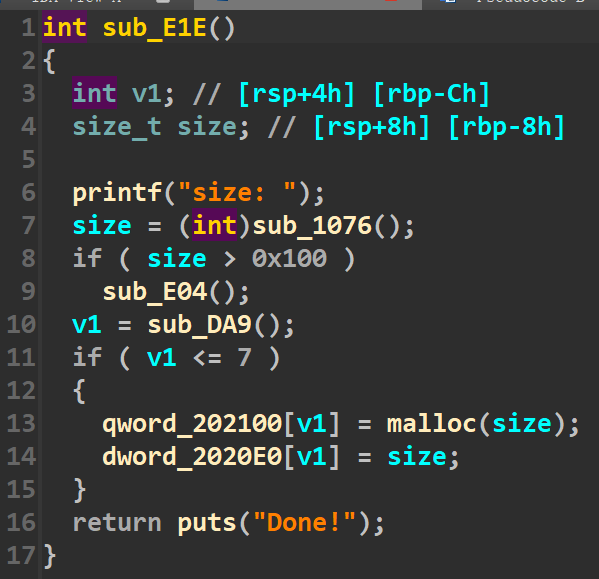 1 int sub_E1E()
2 {
3   int v1; // [rsp+4h] [rbp-Ch]
4   size_t size; // [rsp+8h] [rbp-8h]
5
6   printf("size: ");
7   size = (int)sub_1076();
8   if ( size > 0x100 )
9     sub_E04();
10   v1 = sub_DA9();
11   if ( v1 <= 7 )
12   {
13     qword_202100[v1] = malloc(size);
14     dword_2020E0[v1] = size;
15   }
16   return puts("Done!");
17 }